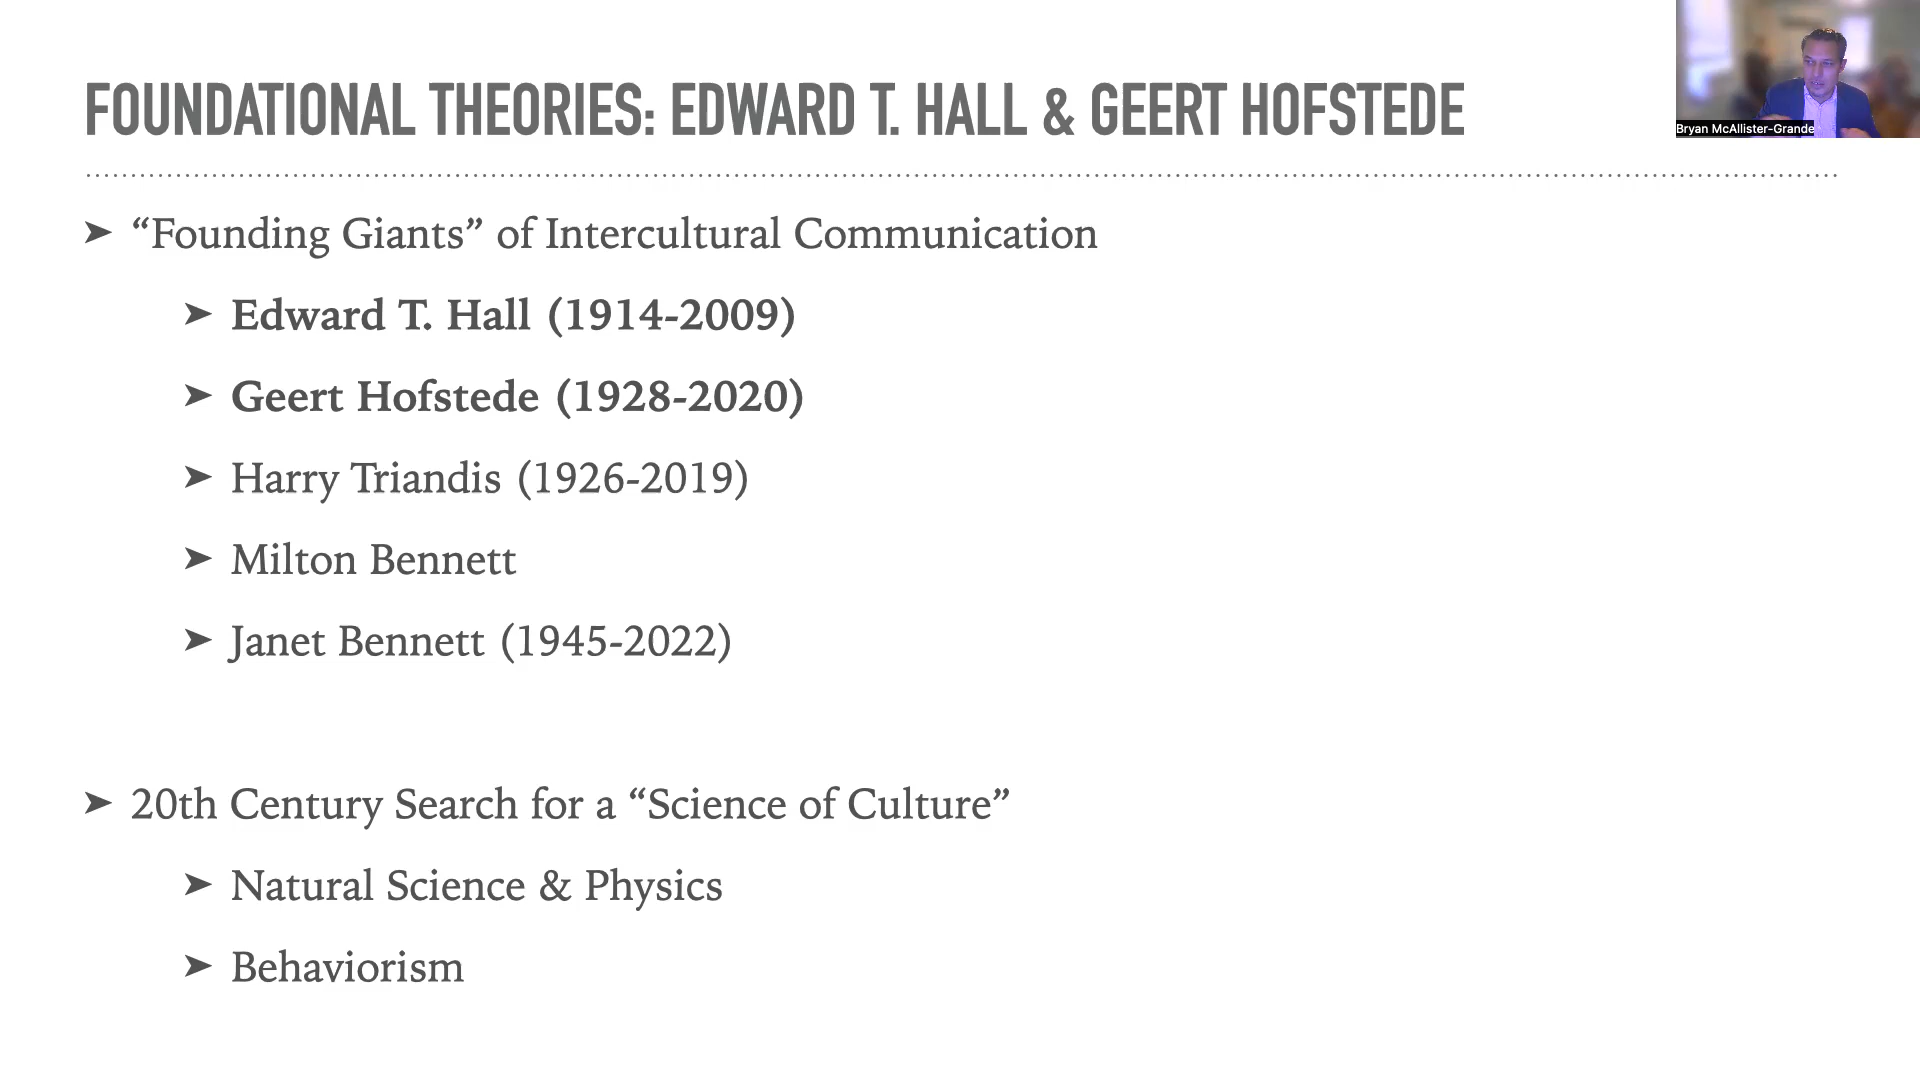 FOUNDATIONAL THEORIES: EDWARD T. HALL & GEERT HOFSTEDE
Bryan McAllister-Grande
➤ “Founding Giants” of Intercultural Communication
➤ Edward T. Hall (1914-2009)
➤ Geert Hofstede (1928-2020)
➤ Harry Triandis (1926-2019)
➤ Milton Bennett
➤ Janet Bennett (1945-2022)
➤ 20th Century Search for a “Science of Culture”
➤ Natural Science & Physics
➤ Behaviorism